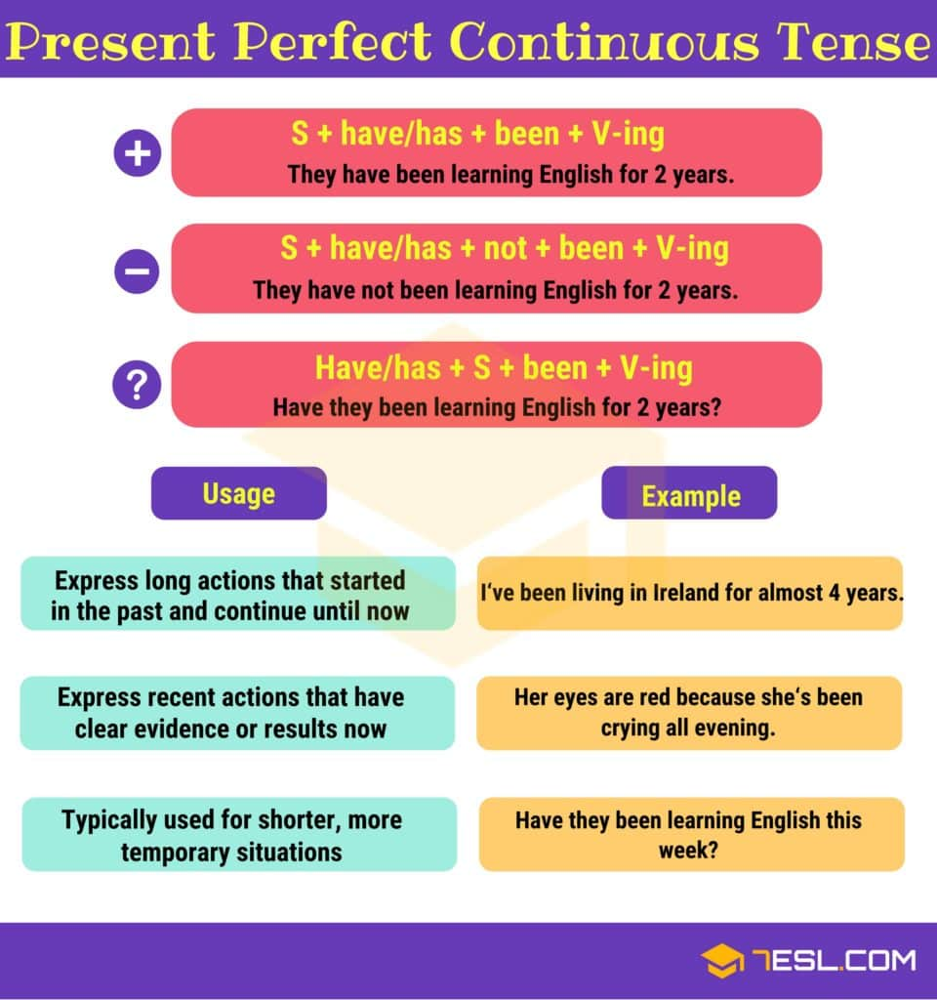 Present Perfect Continuous Tense
+
S + have/has + been + V-ing
They have been learning English for 2 years.
−
S + have/has + not + been + V-ing
They have not been learning English for 2 years.
?
Have/has + S + been + V-ing
Have they been learning English for 2 years?
Usage
Example
Express long actions that started
in the past and continue until now
I‘ve been living in Ireland for almost 4 years.
Express recent actions that have
clear evidence or results now
Her eyes are red because she‘s been
crying all evening.
Typically used for shorter, more
temporary situations
Have they been learning English this
week?
7ESL.COM